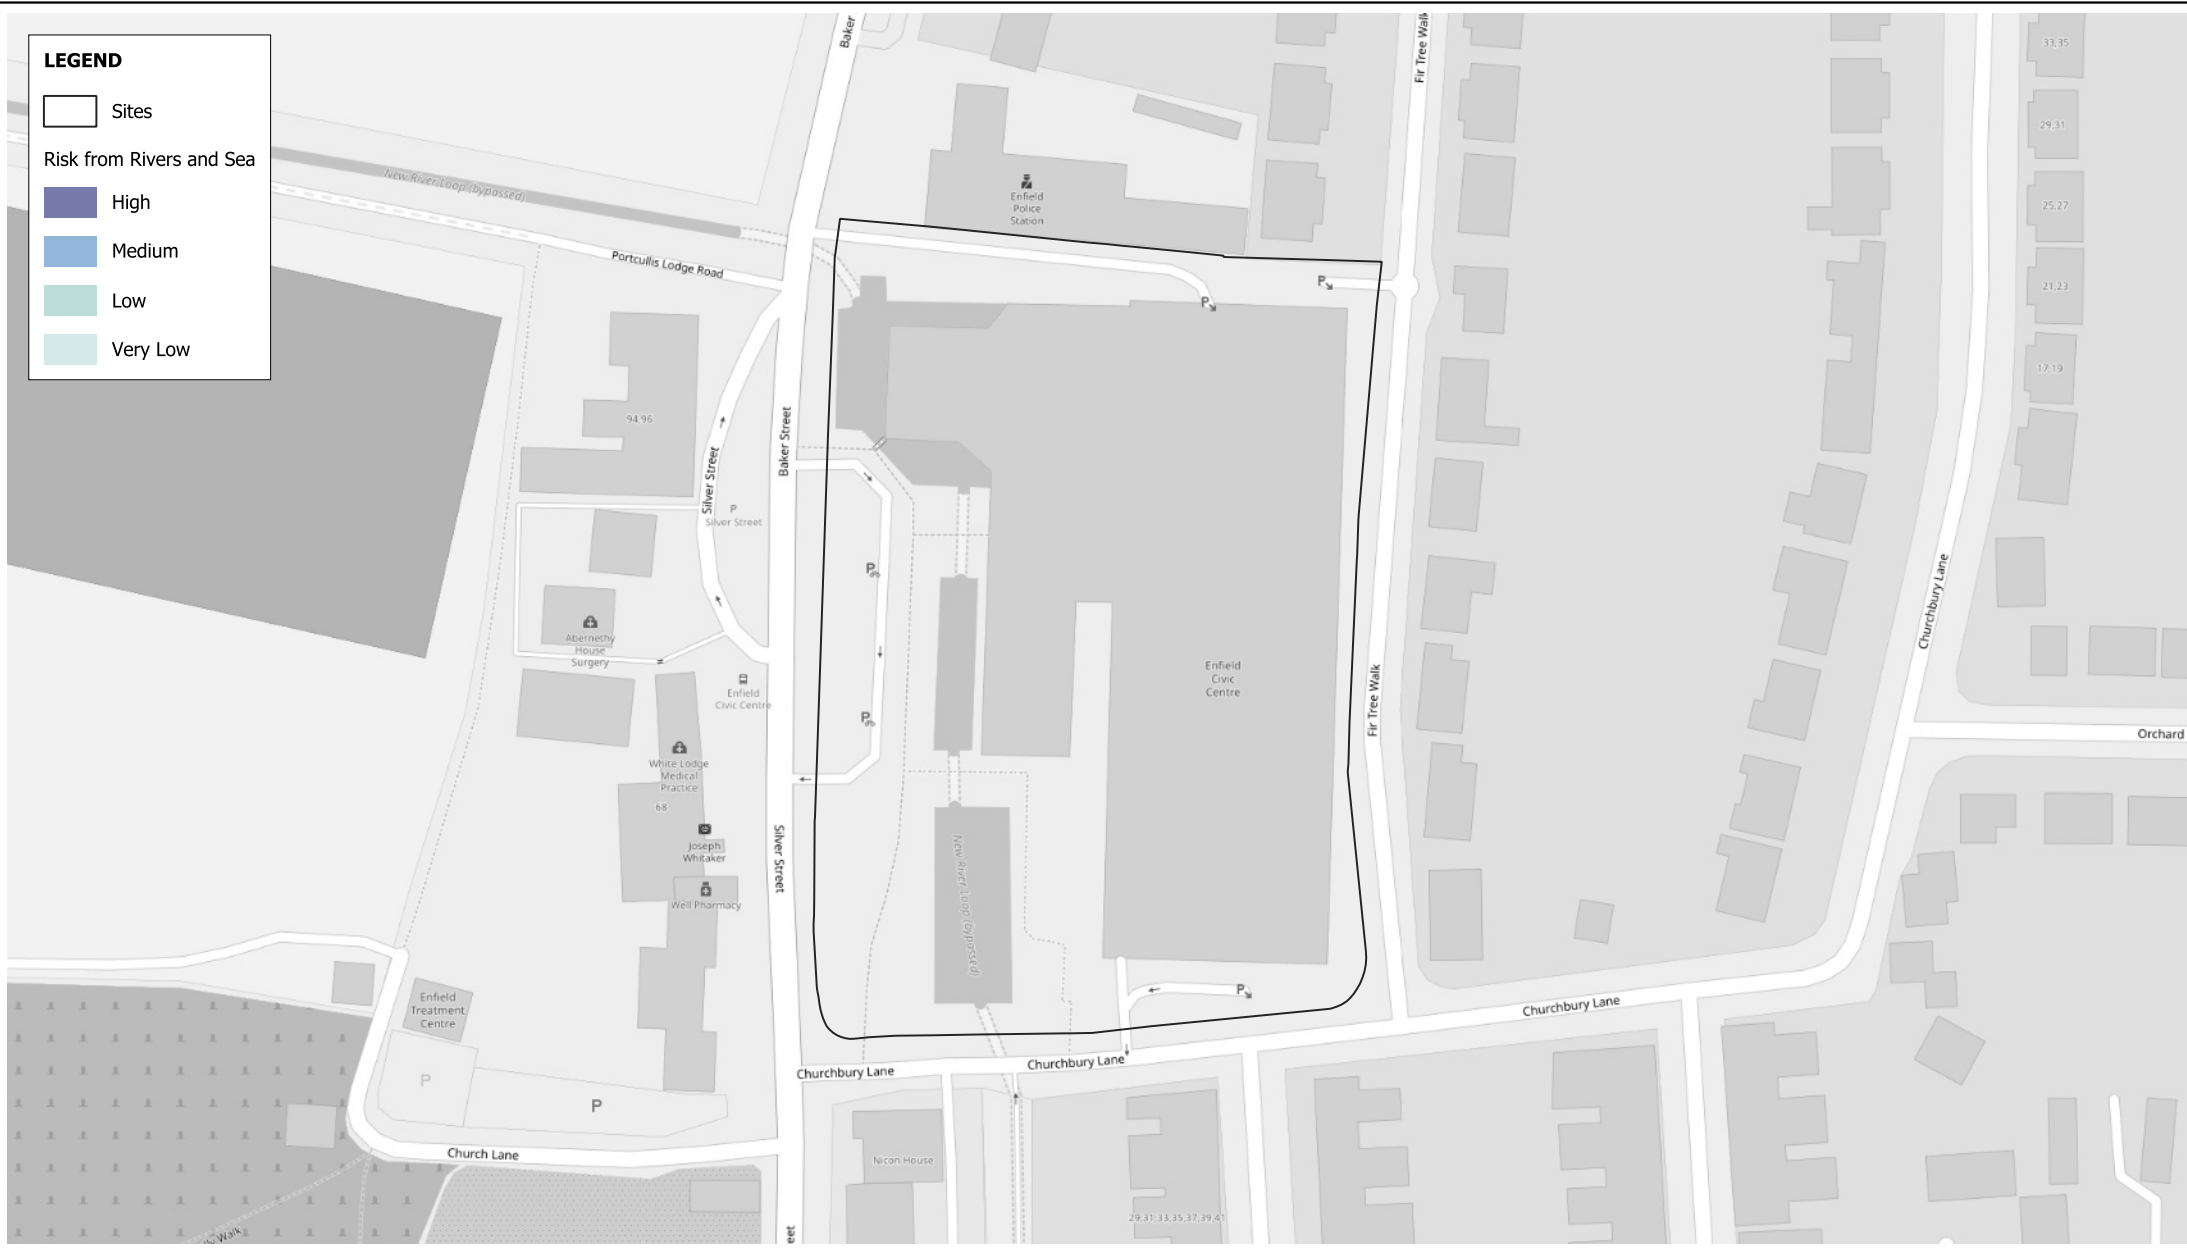 LEGEND
Sites
Risk from Rivers and Sea
High
Medium
Low
Very Low
Baker
Fir Tree Walk
33,35
29,31
25,27
21,23
17,19
New River Loop (bypassed)
Portcullis Lodge Road
Enfield
Police
Station
P
P
94,96
Silver Street
Baker Street
P
Silver Street
P
P
Abernethy
House
Surgery
Enfield
Civic Centre
Enfield
Civic
Centre
Fir Tree Walk
Churchbury Lane
Orchard
White Lodge
Medical
Practice
68
Joseph
Whitaker
Well Pharmacy
Silver Street
New River Loop (bypassed)
Enfield
Treatment
Centre
P
P
P
Churchbury Lane
Churchbury Lane
Churchbury Lane
Church Lane
Nicon House
29,31,33,35,37,39,41
Walk
eet